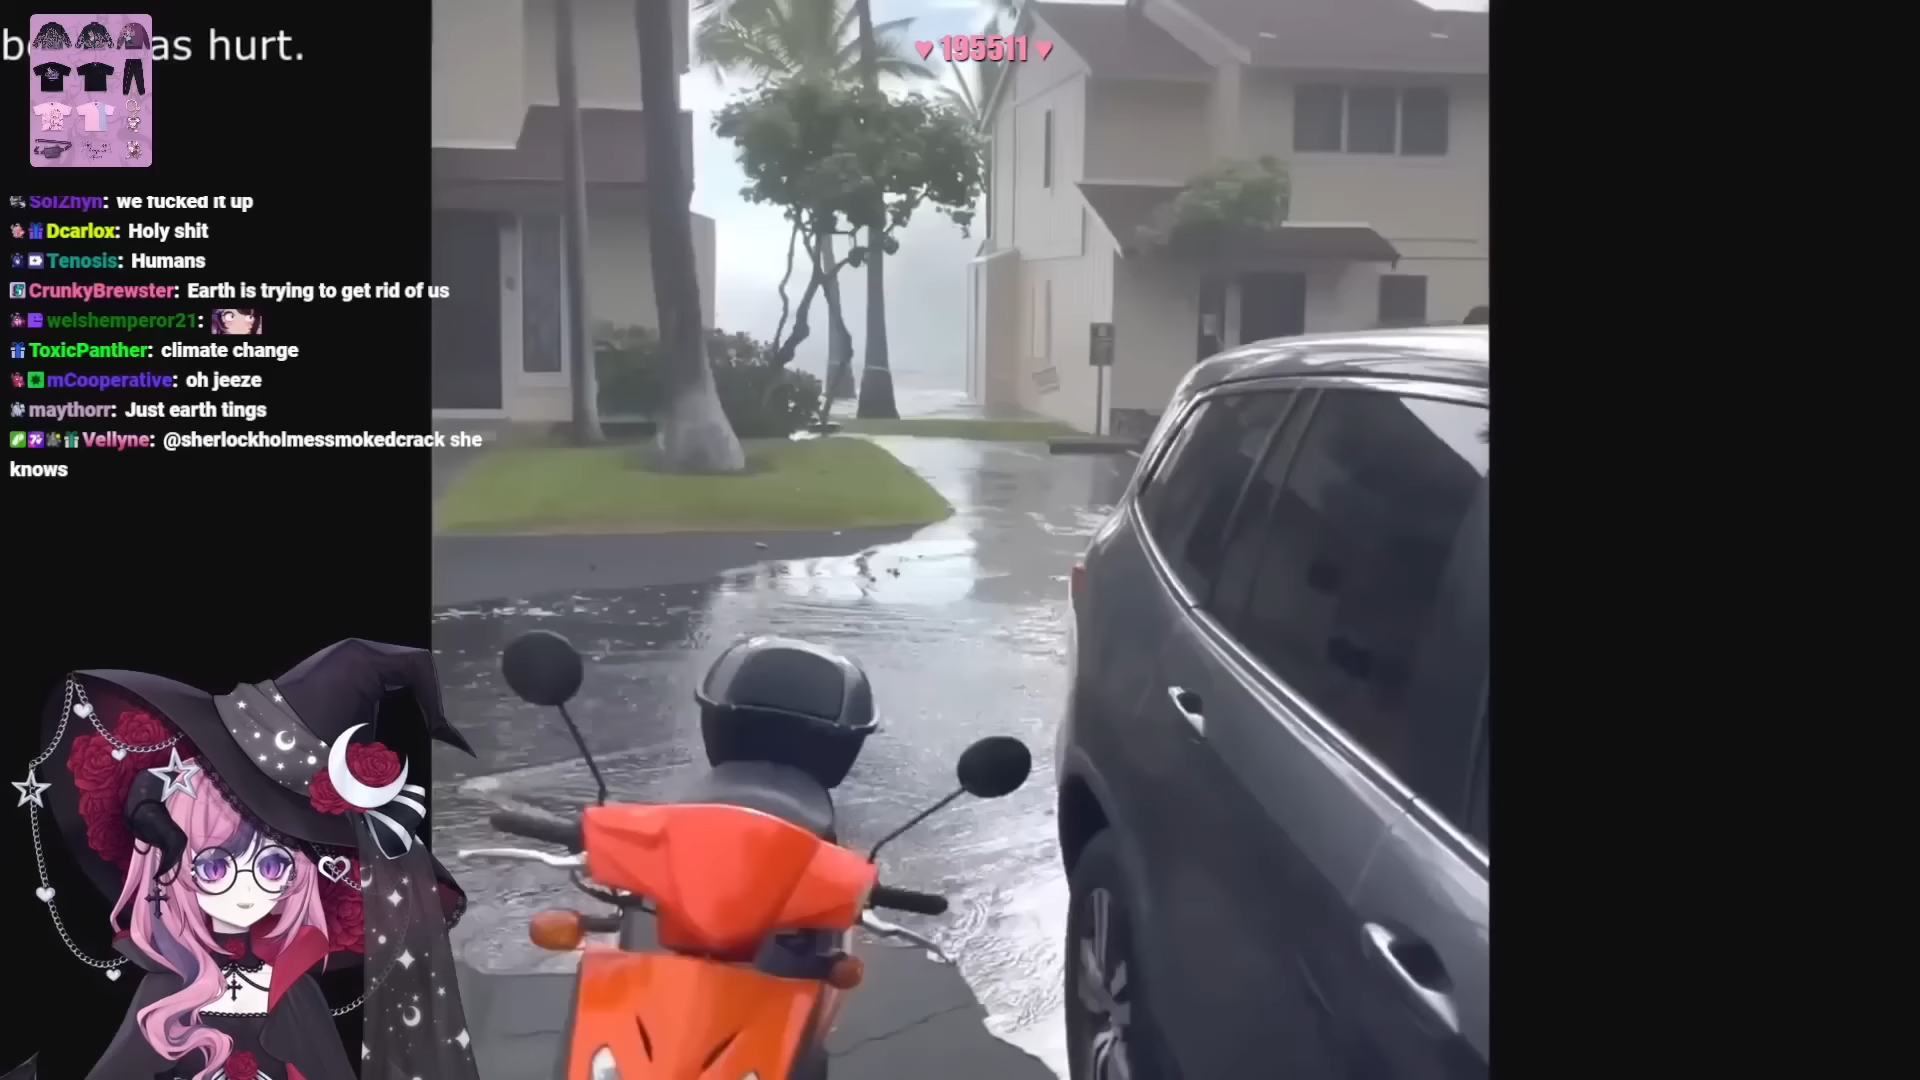 as hurt.
♥ 195511 ♥
SolZhyn: we fucked it up
Dcarlox: Holy shit
Tenosis: Humans
CrunkyBrewster: Earth is trying to get rid of us
welshemperor21:
ToxicPanther: climate change
mCooperative: oh jeeze
maythorr: Just earth tings
Vellyne: @sherlockholmessmokedcrack she
knows